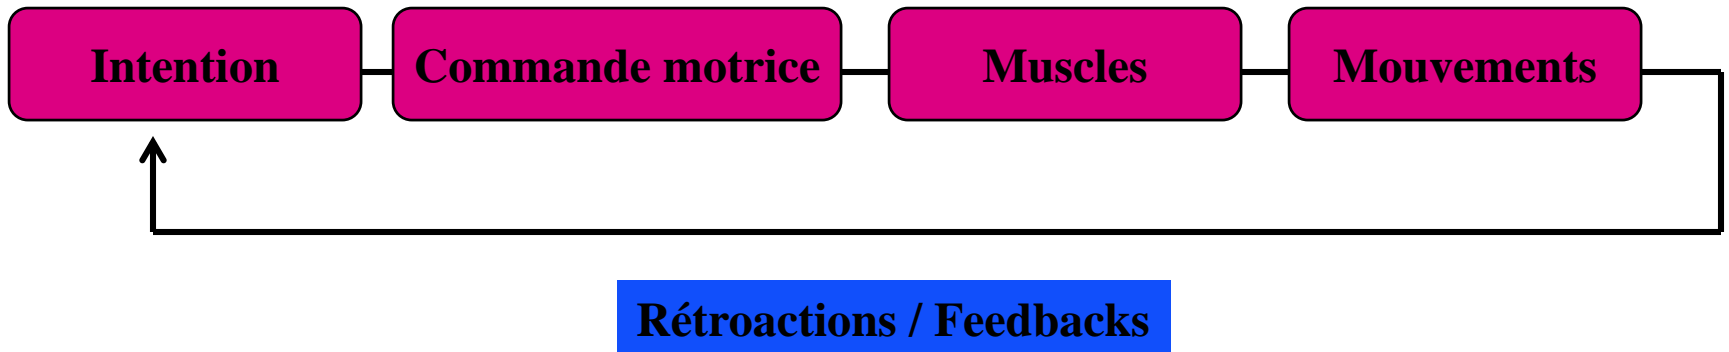 Intention
Commande motrice
Muscles
Mouvements
Rétroactions / Feedbacks